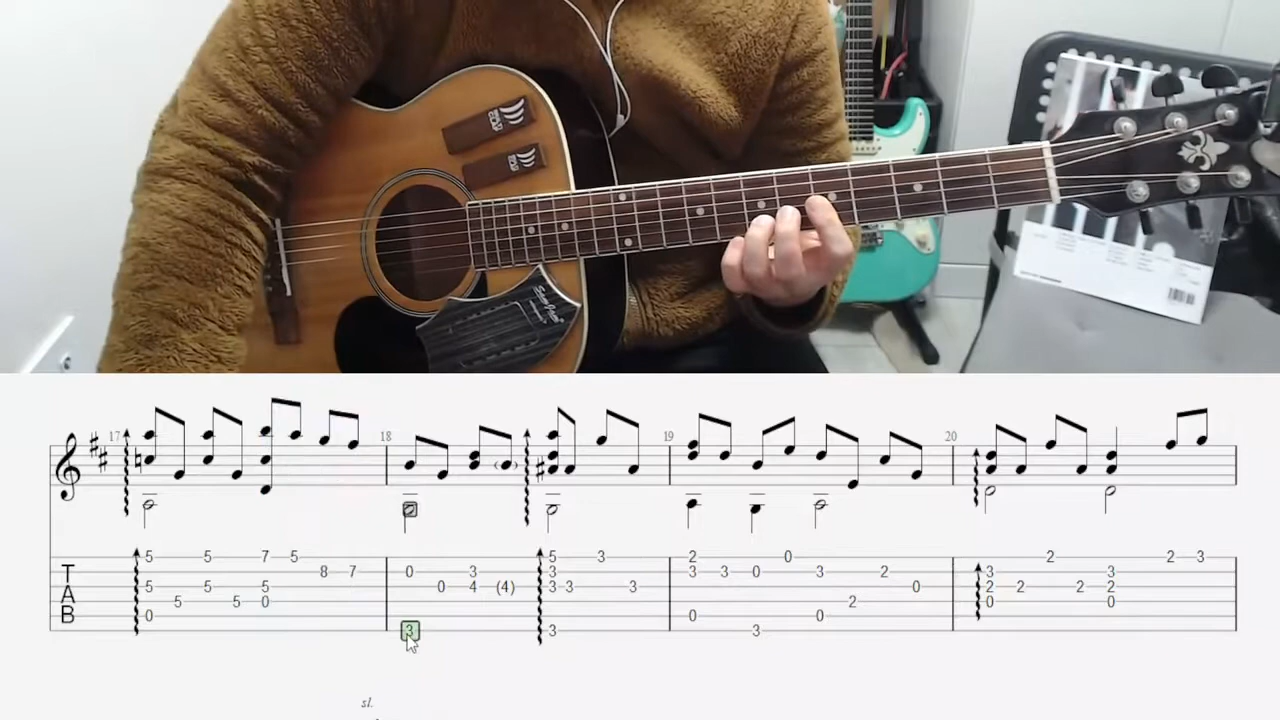 17 18 19 20
5 5 7 5 5 3 2 0 2 2 3
T 8 7 0 3 3 3 3 0 3 2 3 3
5 5 5 0 4 (4) 3 3 3 0 2 2 2 2
A 5 5 0 2 0 0
B 0 0 0
3 3 3
sl.